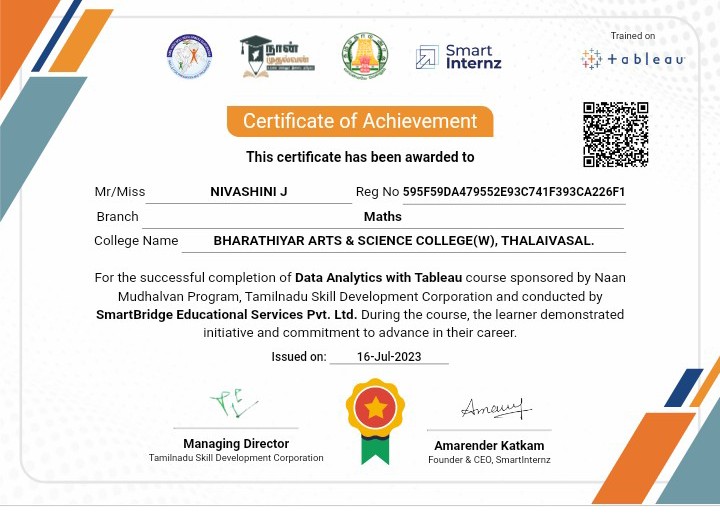 நான்
முதல்வன்
Smart
Internz
Trained on
+ableau
Certificate of Achievement
This certificate has been awarded to
Mr/Miss NIVASHINI J Reg No 595F59DA479552E93C741F393CA226F1
Branch Maths
College Name BHARATHIYAR ARTS & SCIENCE COLLEGE(W), THALAIVASAL.
For the successful completion of Data Analytics with Tableau course sponsored by Naan
Mudhalvan Program, Tamilnadu Skill Development Corporation and conducted by
SmartBridge Educational Services Pvt. Ltd. During the course, the learner demonstrated
initiative and commitment to advance in their career.
Issued on: 16-Jul-2023
Managing Director
Tamilnadu Skill Development Corporation
Amarender Katkam
Founder & CEO, SmartInternz